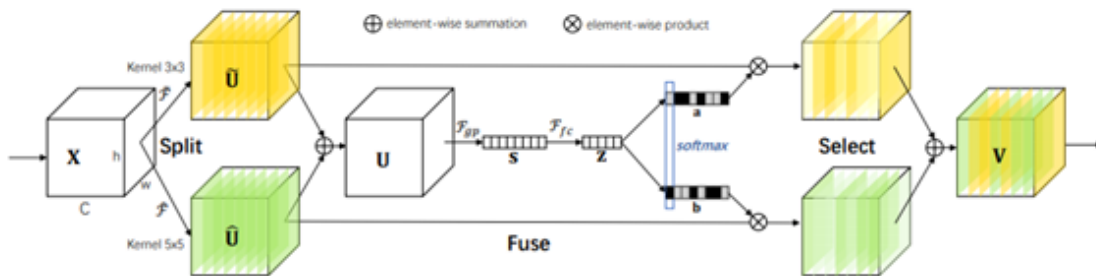 ⊕ element-wise summation ⊗ element-wise product
Kernel 3x3
Ũ
ℱ̃
X
h
w
C
Split
ℱ̂
Kernel 5x5
Û
U
ℱgp
s
ℱfc
z
a
softmax
b
Fuse
Select
V